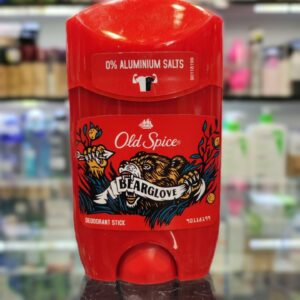 0% ALUMINIUM SALTS
Old Spice
BEARGLOVE
DEODORANT STICK